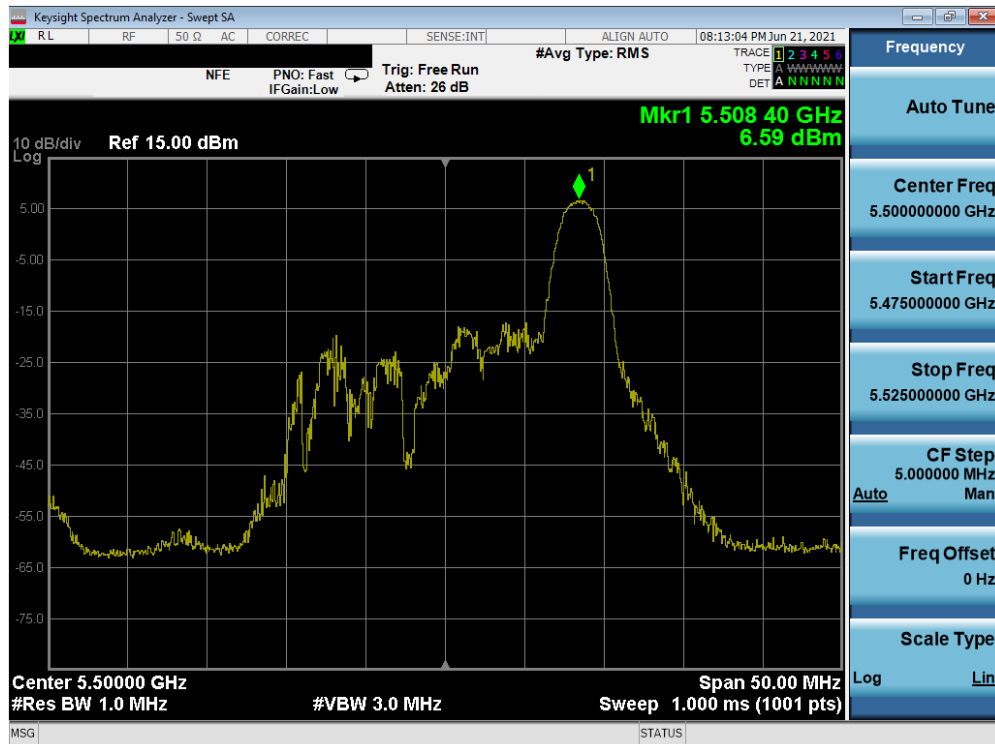 Keysight Spectrum Analyzer - Swept SA
LXI RL RF 50 Ω AC CORREC SENSE:INT ALIGN AUTO 08:13:04 PM Jun 21, 2021
NFE
PNO: Fast
IFGain:Low
Trig: Free Run
Atten: 26 dB
#Avg Type: RMS
TRACE 1 2 3 4 5 6
TYPE A WWWWWW
DET A N N N N N
Mkr1 5.508 40 GHz
6.59 dBm
10 dB/div
Log
Ref 15.00 dBm
1
5.00
-5.00
-15.0
-25.0
-35.0
-45.0
-55.0
-65.0
-75.0
Center 5.50000 GHz
#Res BW 1.0 MHz
#VBW 3.0 MHz
Span 50.00 MHz
Sweep 1.000 ms (1001 pts)
MSG
STATUS
Frequency
Auto Tune
Center Freq
5.500000000 GHz
Start Freq
5.475000000 GHz
Stop Freq
5.525000000 GHz
CF Step
5.000000 MHz
Auto Man
Freq Offset
0 Hz
Scale Type
Log Lin